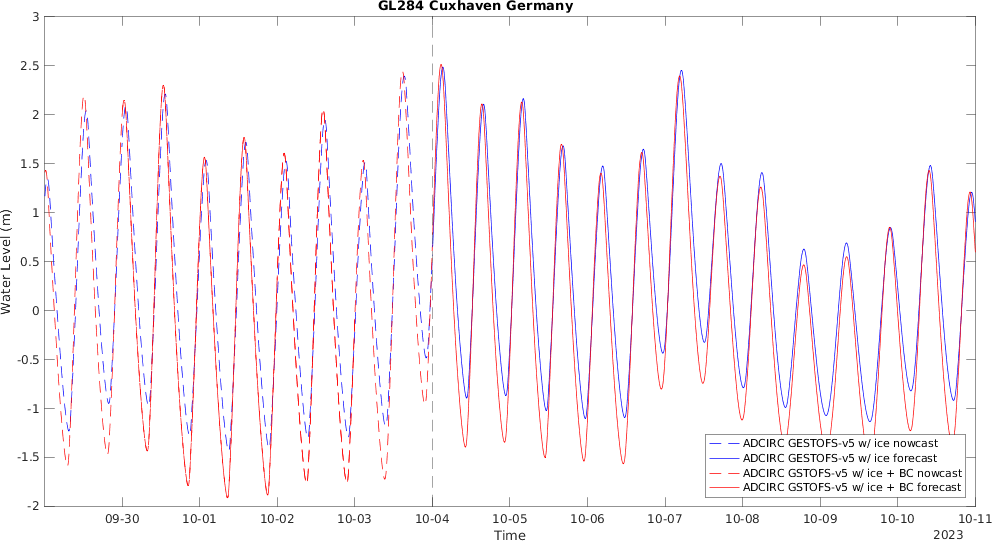 GL284 Cuxhaven Germany
3
2.5
2
1.5
1
0.5
0
-0.5
-1
-1.5
-2
Water Level (m)
ADCIRC GESTOFS-v5 w/ ice nowcast
ADCIRC GESTOFS-v5 w/ ice forecast
ADCIRC GSTOFS-v5 w/ ice + BC nowcast
ADCIRC GSTOFS-v5 w/ ice + BC forecast
09-30 10-01 10-02 10-03 10-04 10-05 10-06 10-07 10-08 10-09 10-10 10-11
Time
2023